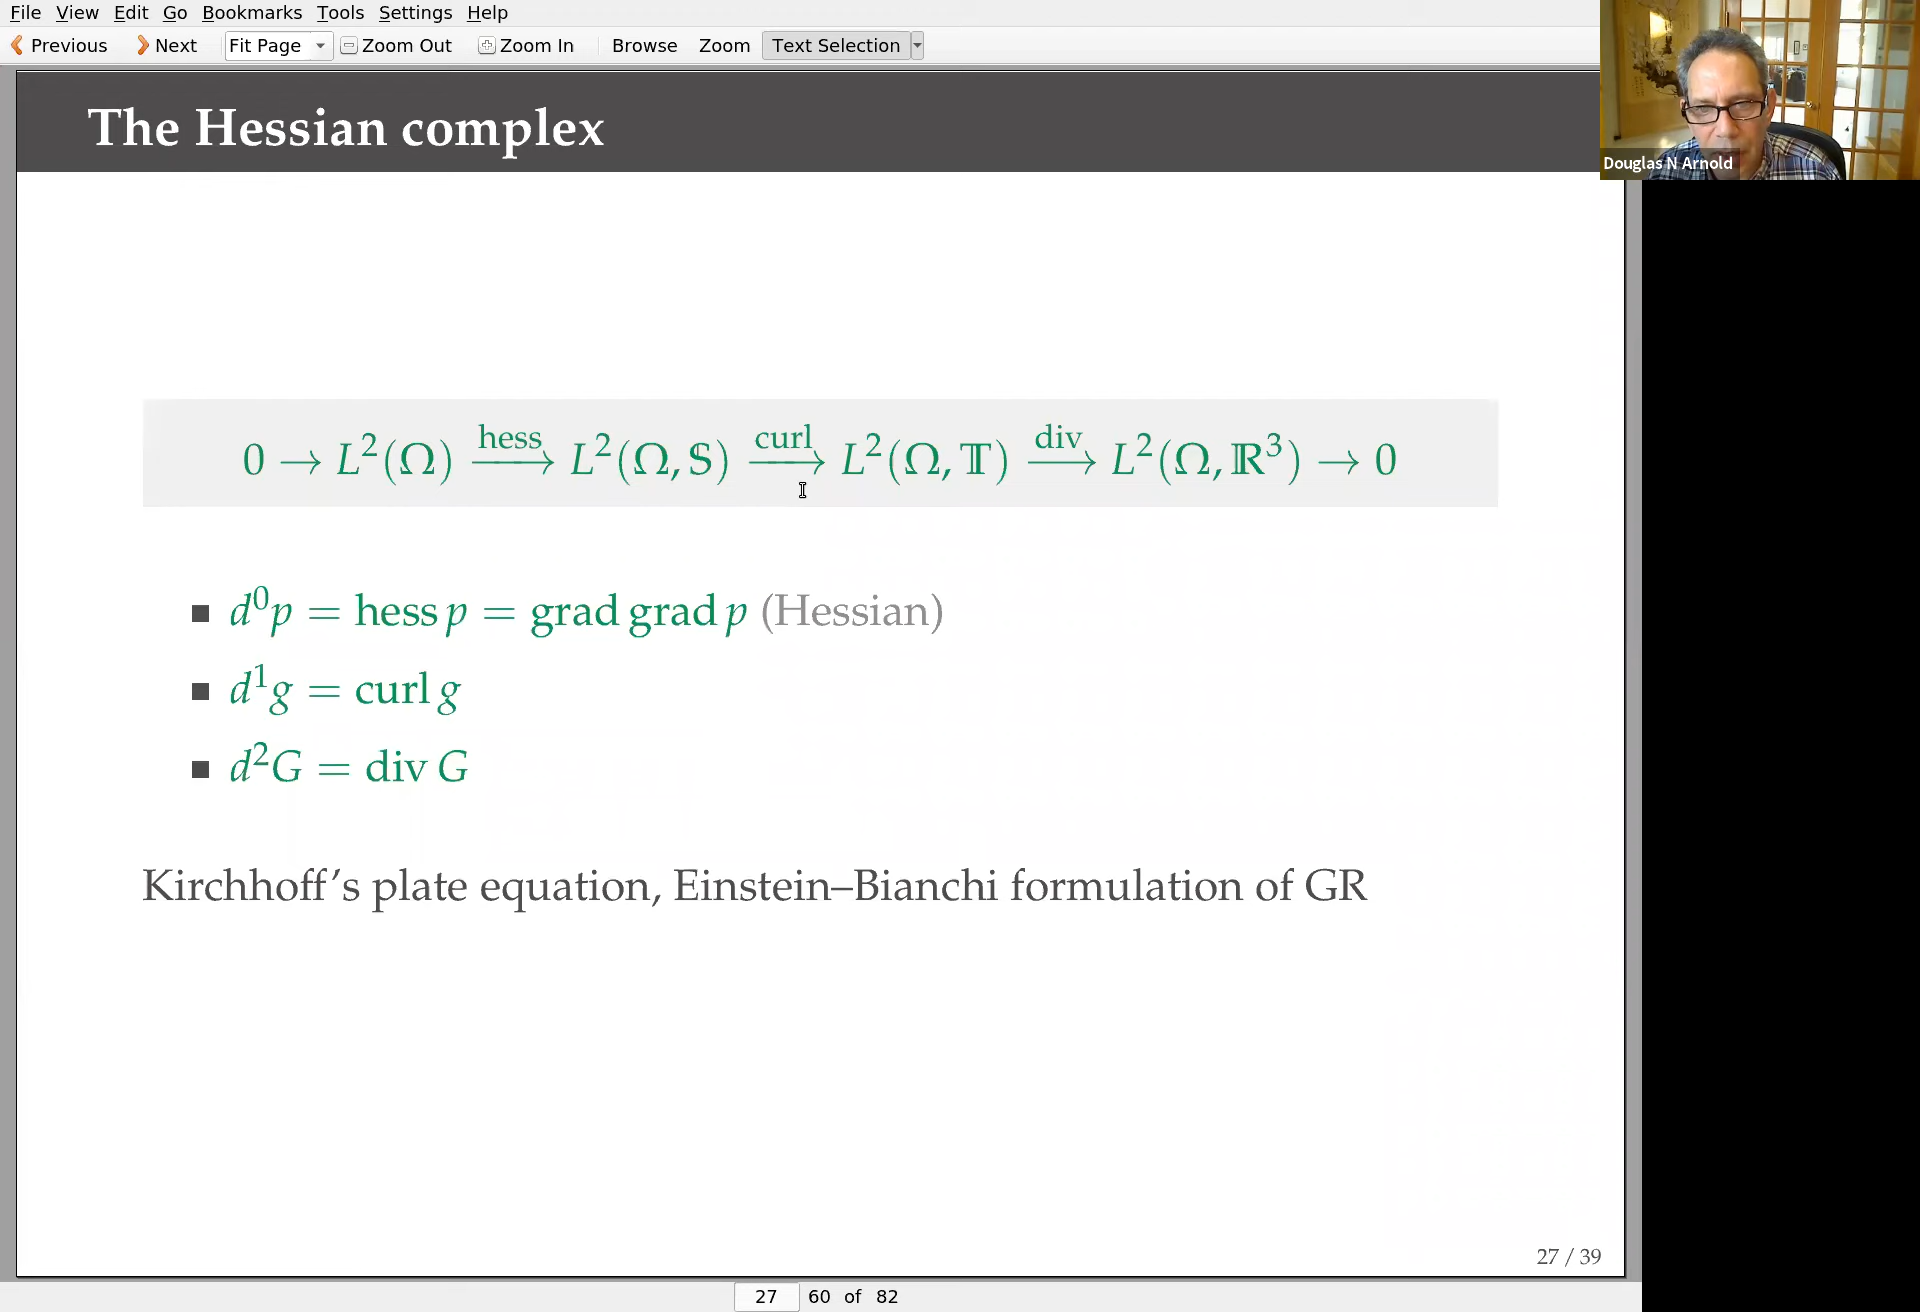 File View Edit Go Bookmarks Tools Settings Help
Previous Next Fit Page Zoom Out Zoom In Browse Zoom Text Selection
The Hessian complex
Douglas N Arnold
0 → L²(Ω) —hess→ L²(Ω, 𝕊) —curl→ L²(Ω, 𝕋) —div→ L²(Ω, ℝ³) → 0
■ d⁰p = hess p = grad grad p (Hessian)
■ d¹g = curl g
■ d²G = div G
Kirchhoff’s plate equation, Einstein–Bianchi formulation of GR
27 / 39
27 60 of 82